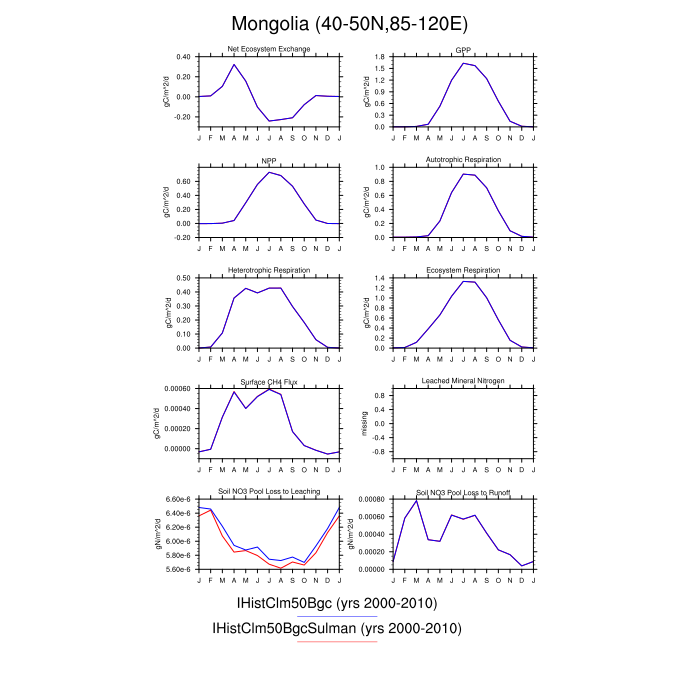 Mongolia (40-50N,85-120E)
Net Ecosystem Exchange
GPP
gC/m^2/d
0.40
0.20
0.00
-0.20
J F M A M J J A S O N D J
gC/m^2/d
1.8
1.5
1.2
0.9
0.6
0.3
0.0
J F M A M J J A S O N D J
NPP
Autotrophic Respiration
gC/m^2/d
0.60
0.40
0.20
0.00
-0.20
J F M A M J J A S O N D J
gC/m^2/d
1.0
0.8
0.6
0.4
0.2
0.0
J F M A M J J A S O N D J
Heterotrophic Respiration
Ecosystem Respiration
gC/m^2/d
0.50
0.40
0.30
0.20
0.10
0.00
J F M A M J J A S O N D J
gC/m^2/d
1.4
1.2
1.0
0.8
0.6
0.4
0.2
0.0
J F M A M J J A S O N D J
Surface CH4 Flux
Leached Mineral Nitrogen
gC/m^2/d
0.00060
0.00040
0.00020
0.00000
J F M A M J J A S O N D J
missing
0.8
0.4
0.0
-0.4
-0.8
J F M A M J J A S O N D J
Soil NO3 Pool Loss to Leaching
Soil NO3 Pool Loss to Runoff
gN/m^2/d
6.60e-6
6.40e-6
6.20e-6
6.00e-6
5.80e-6
5.60e-6
J F M A M J J A S O N D J
gN/m^2/d
0.00080
0.00060
0.00040
0.00020
0.00000
J F M A M J J A S O N D J
IHistClm50Bgc (yrs 2000-2010)
IHistClm50BgcSulman (yrs 2000-2010)